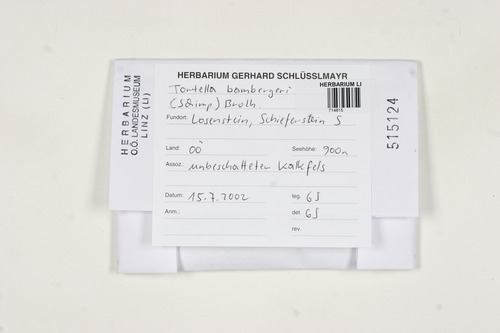 HERBARIUM
O.Ö. LANDESMUSEUM
LINZ (LI)
HERBARIUM GERHARD SCHLÜSSLMAYR
HERBARIUM LI
714615
Tortella bambergeri
(Schimp) Broth.
Fundort: Losenstein, Schieferstein S
Land: OÖ Seehöhe: 900m
Assoz.: unbeschatteter Kalkfels
Datum: 15.7.2002 leg. GS
Anm.: det. GS
rev.
515124